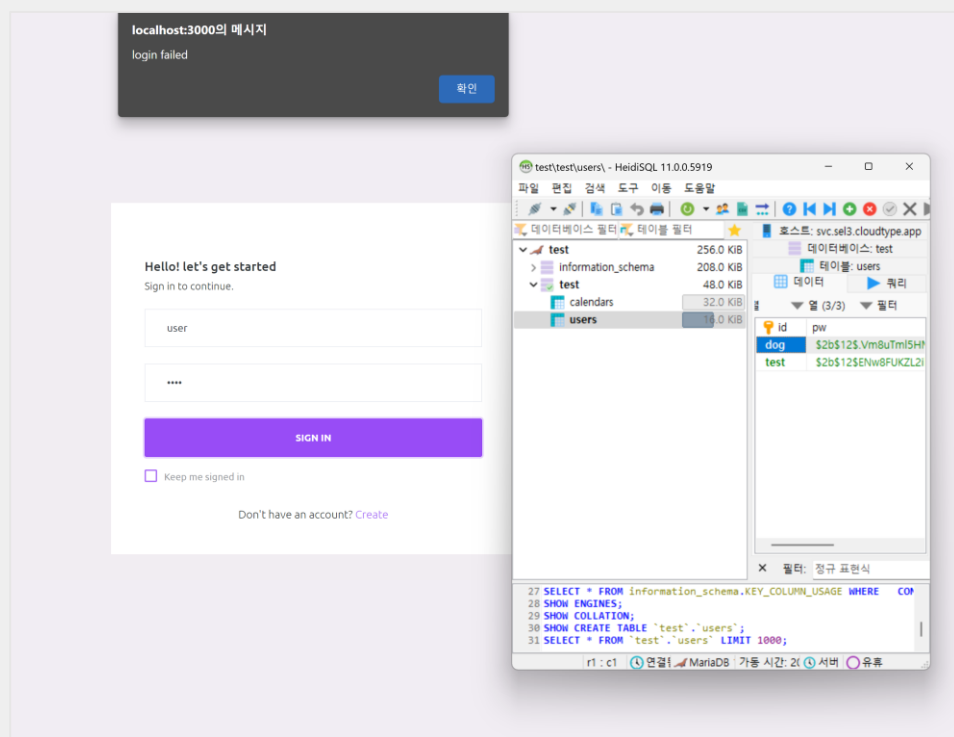 localhost:3000의 메시지
login failed
확인
Hello! let's get started
Sign in to continue.
user
••••
SIGN IN
Keep me signed in
Don't have an account? Create
test\test\users\ - HeidiSQL 11.0.0.5919
파일 편집 검색 도구 이동 도움말
데이터베이스 필터 테이블 필터
test 256.0 KiB
information_schema 208.0 KiB
test 48.0 KiB
calendars 32.0 KiB
users 16.0 KiB
호스트: svc.sel3.cloudtype.app
데이터베이스: test
테이블: users
데이터 쿼리
열 (3/3) 필터
id pw
dog
test
필터: 정규 표현식
27 SELECT * FROM information_schema.KEY_COLUMN_USAGE WHERE CON
28 SHOW ENGINES;
29 SHOW COLLATION;
30 SHOW CREATE TABLE `test`.`users`;
31 SELECT * FROM `test`.`users` LIMIT 1000;
r1 : c1 MariaDB 가동 시간: 서버 유휴